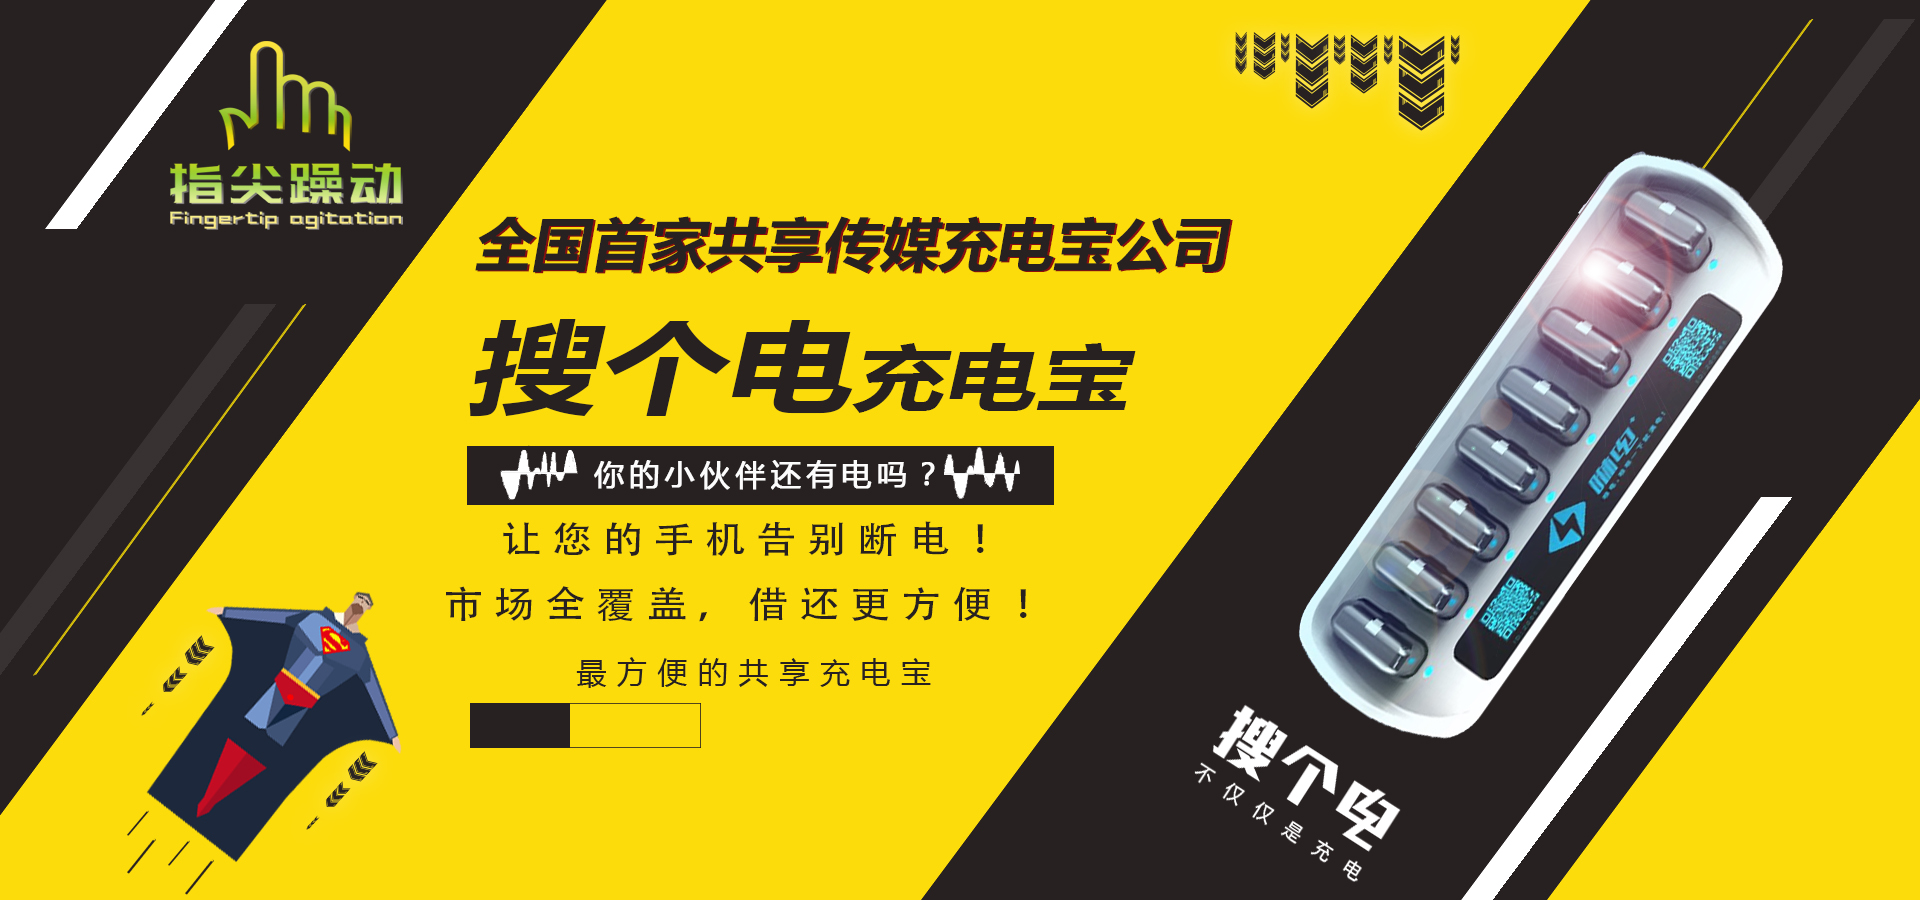 指尖躁动
Fingertip agitation
全国首家共享传媒充电宝公司
搜个电充电宝
你的小伙伴还有电吗？
让您的手机告别断电！
市场全覆盖，借还更方便！
最方便的共享充电宝
搜个电
不仅仅是充电